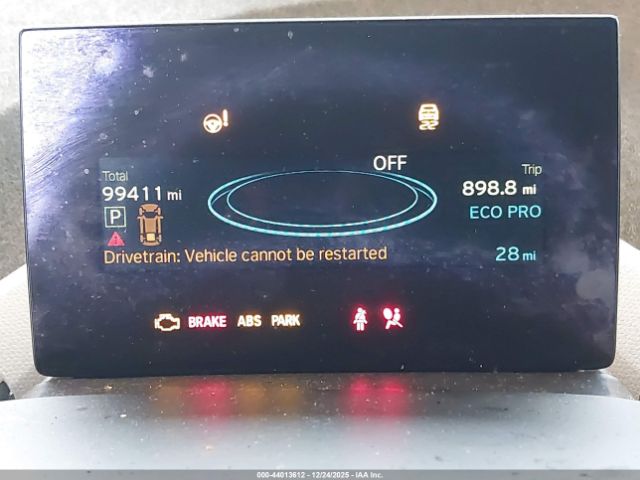 OFF
Total
99411 mi
Trip
898.8 mi
P
ECO PRO
Drivetrain: Vehicle cannot be restarted
28 mi
BRAKE ABS PARK
000-44013612 - 12/24/2025 - IAA Inc.